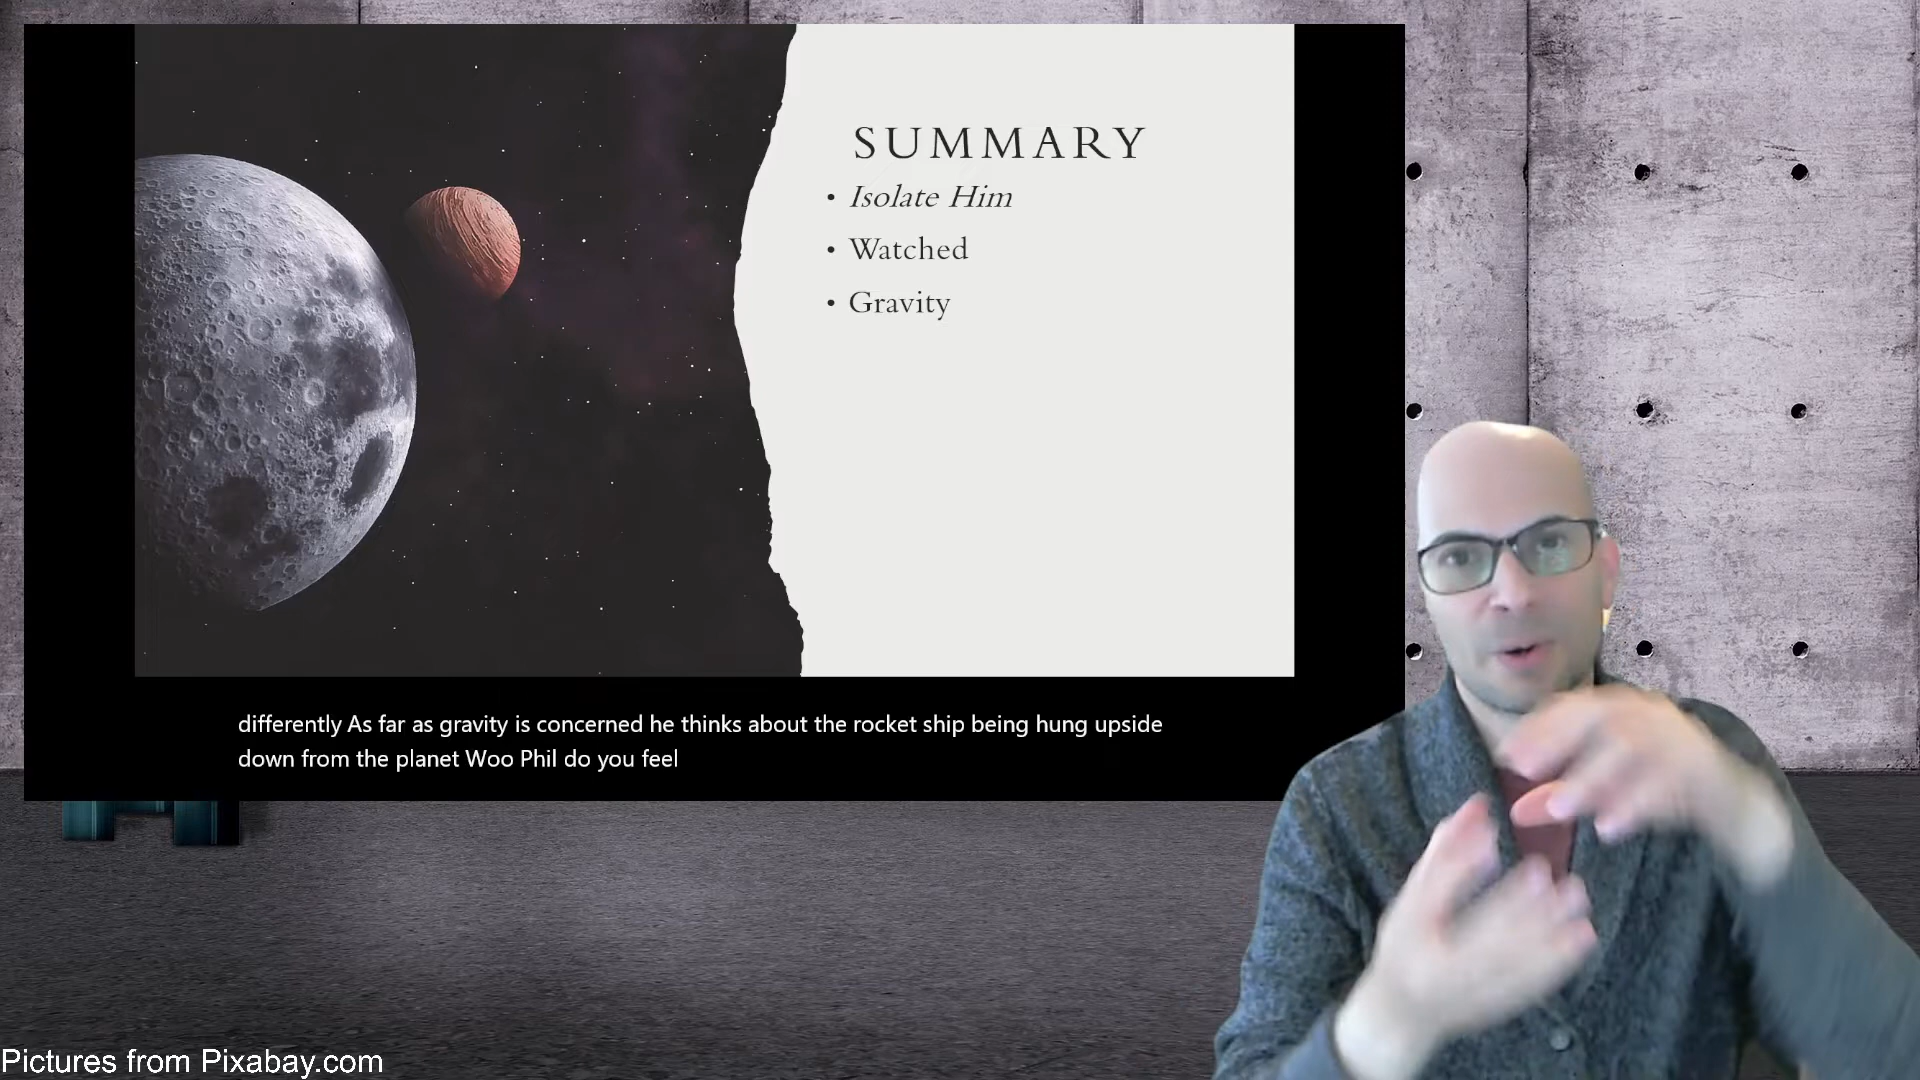 SUMMARY
• Isolate Him
• Watched
• Gravity
differently As far as gravity is concerned he thinks about the rocket ship being hung upside
down from the planet Woo Phil do you feel
Pictures from Pixabay.com